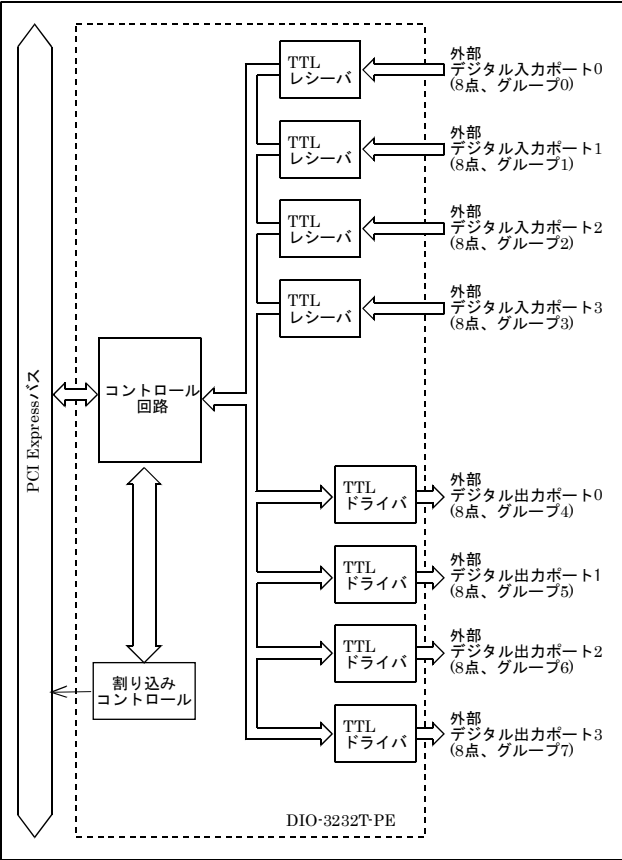 TTL
レシーバ
外部
デジタル入力ポート0
(8点、グループ0)
TTL
レシーバ
外部
デジタル入力ポート1
(8点、グループ1)
TTL
レシーバ
外部
デジタル入力ポート2
(8点、グループ2)
TTL
レシーバ
外部
デジタル入力ポート3
(8点、グループ3)
PCI Expressバス
コントロール
回路
TTL
ドライバ
外部
デジタル出力ポート0
(8点、グループ4)
TTL
ドライバ
外部
デジタル出力ポート1
(8点、グループ5)
TTL
ドライバ
外部
デジタル出力ポート2
(8点、グループ6)
割り込み
コントロール
TTL
ドライバ
外部
デジタル出力ポート3
(8点、グループ7)
DIO-3232T-PE